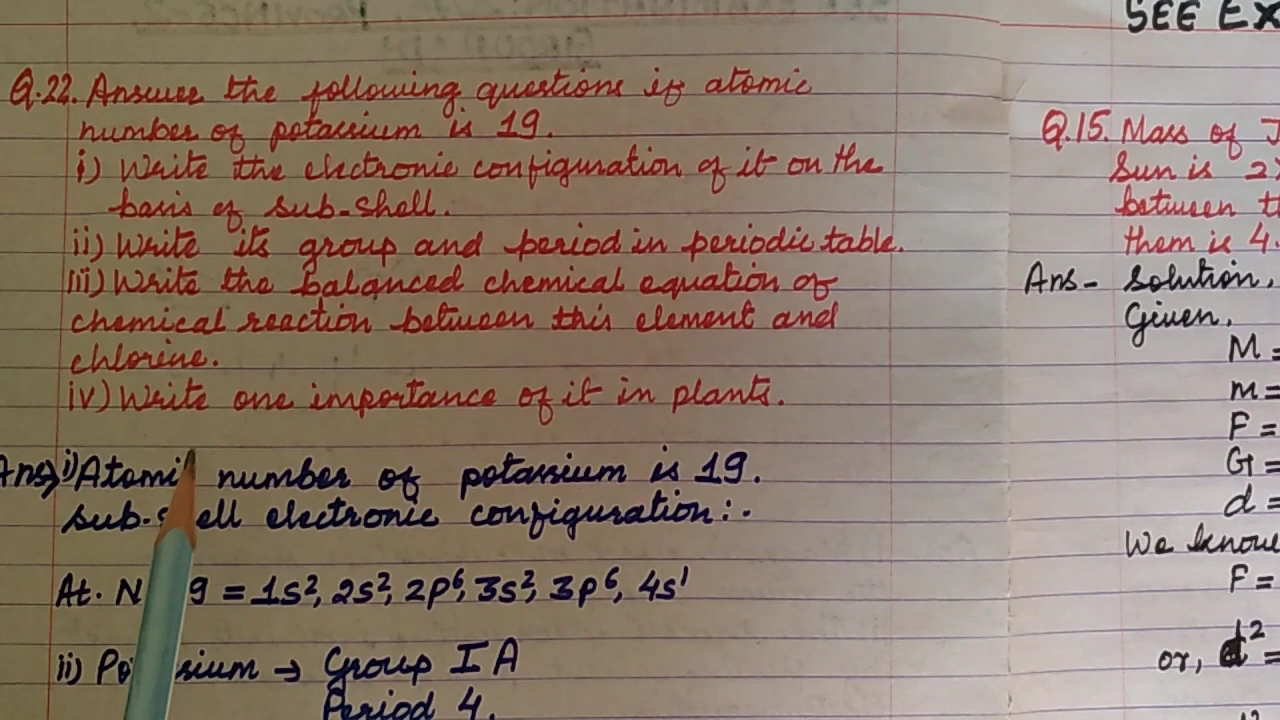 Q.22. Answer the following questions if atomic
number of potassium is 19.
i) Write the electronic configuration of it on the
basis of sub-shell.
ii) Write its group and period in periodic table.
iii) Write the balanced chemical equation of
chemical reaction between this element and
chlorine.
iv) Write one importance of it in plants.
Ans) i) Atomi number of potassium is 19.
Sub-s ell electronic configuration:-
At. N 9 = 1s², 2s², 2p⁶, 3s², 3p⁶, 4s¹
ii) Po sium → Group I A
Period 4.
SEE Ex
Q.15. Mass of J
Sun is 2x
between t
them is 4.
Ans- Solution,
Given,
M =
m =
F =
G =
d =
We know
F =
or, d² =